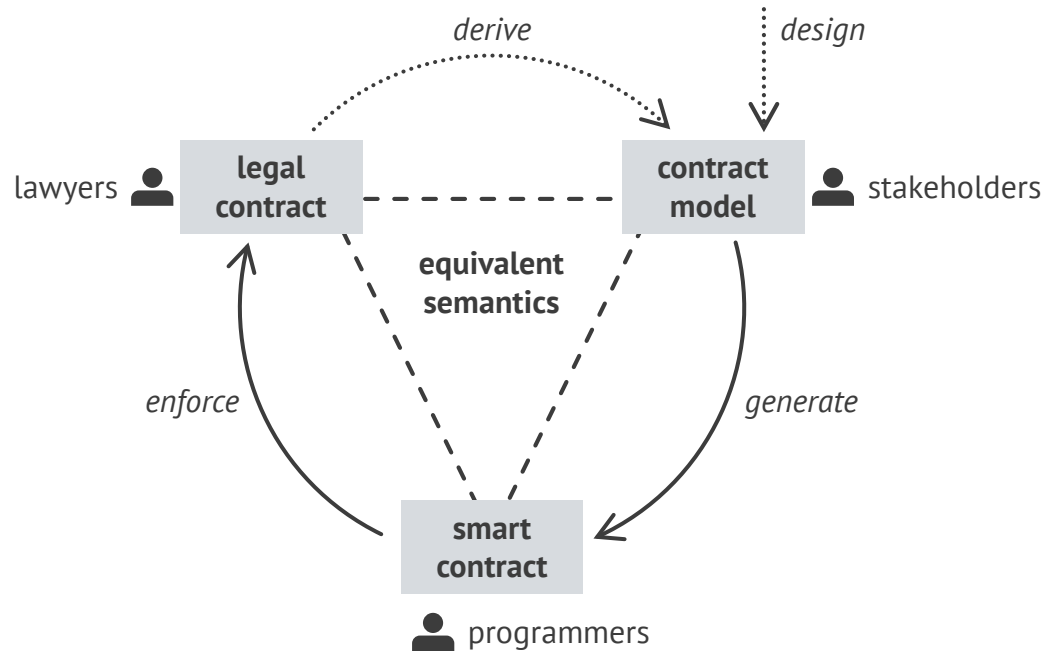 derive
design
legal
contract
contract
model
lawyers
stakeholders
equivalent
semantics
enforce
generate
smart
contract
programmers